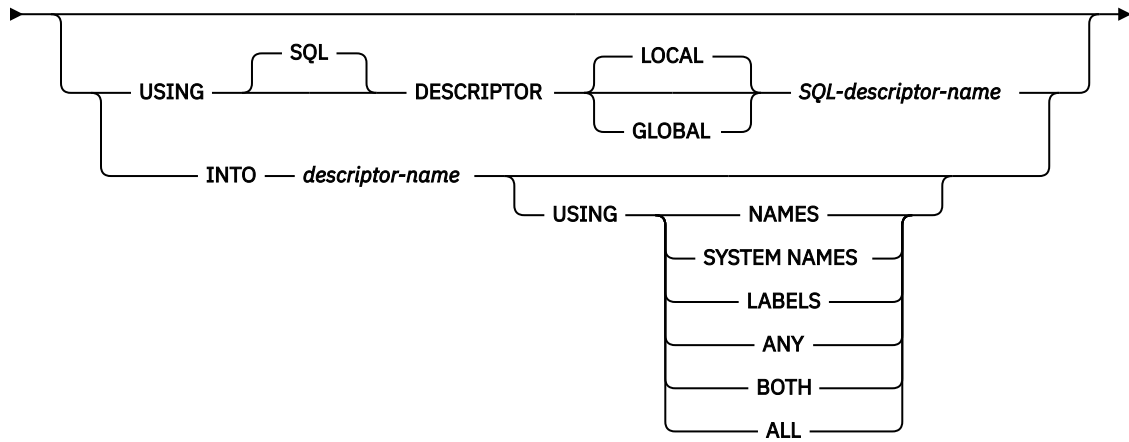 SQL
LOCAL
USING DESCRIPTOR SQL-descriptor-name
GLOBAL
INTO descriptor-name
USING NAMES
SYSTEM NAMES
LABELS
ANY
BOTH
ALL